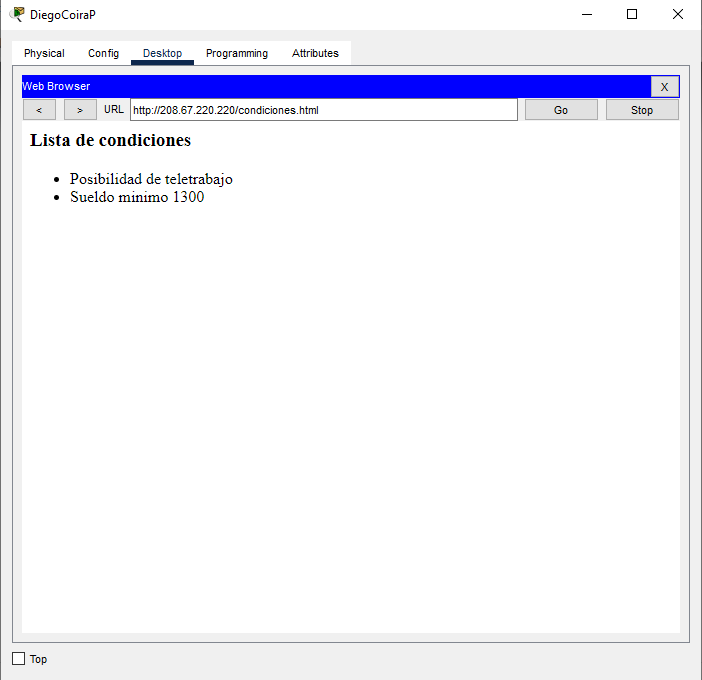 DiegoCoiraP
Physical Config Desktop Programming Attributes
Web Browser X
< > URL http://208.67.220.220/condiciones.html Go Stop
Lista de condiciones
• Posibilidad de teletrabajo
• Sueldo minimo 1300
Top